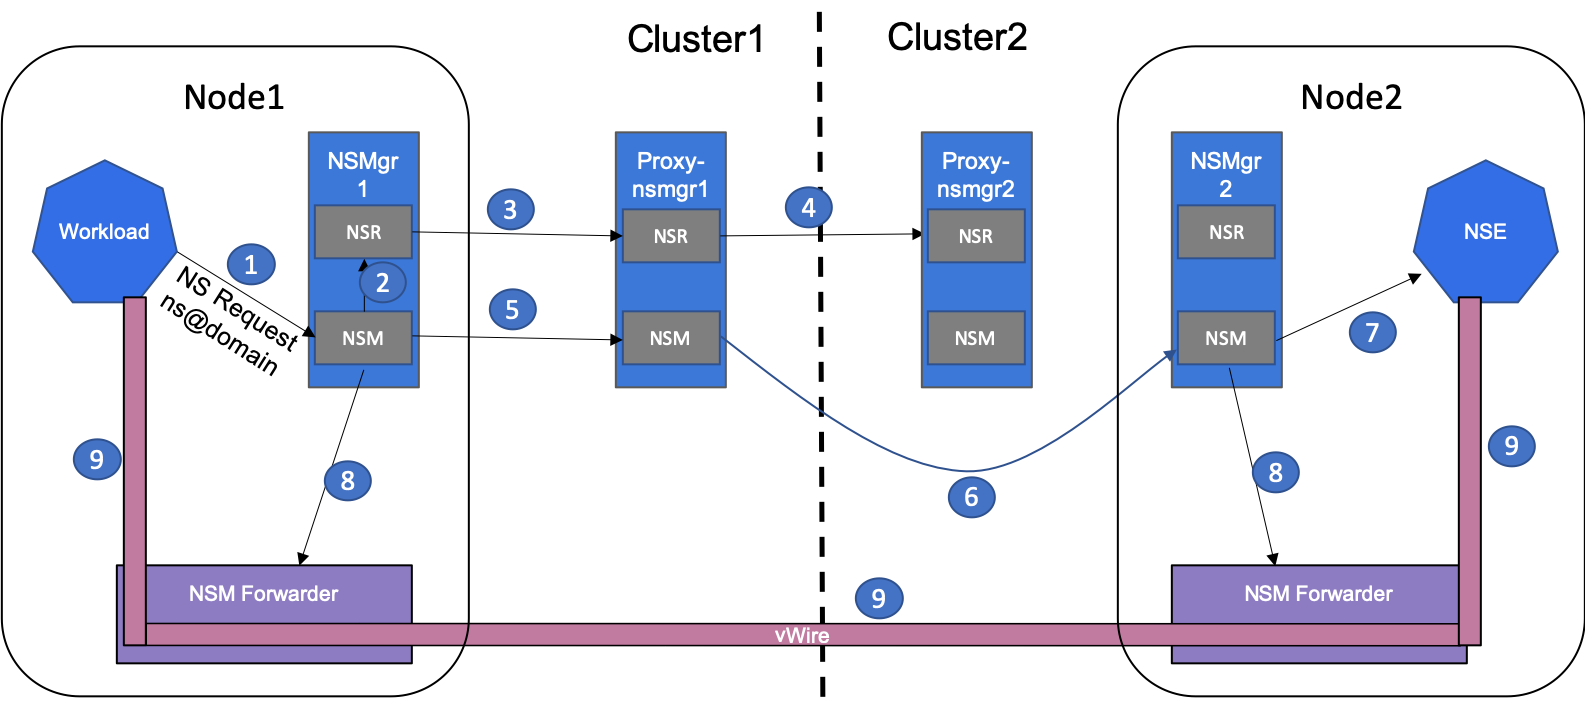 Cluster1
Cluster2
Node1
Node2
NSMgr
1
Proxy-
nsmgr1
Proxy-
nsmgr2
NSMgr
2
3
4
Workload
NSR
NSR
NSR
NSR
NSE
1
2
NS Request
ns@domain
5
NSM
NSM
NSM
NSM
7
9
8
6
8
9
NSM Forwarder
9
NSM Forwarder
vWire